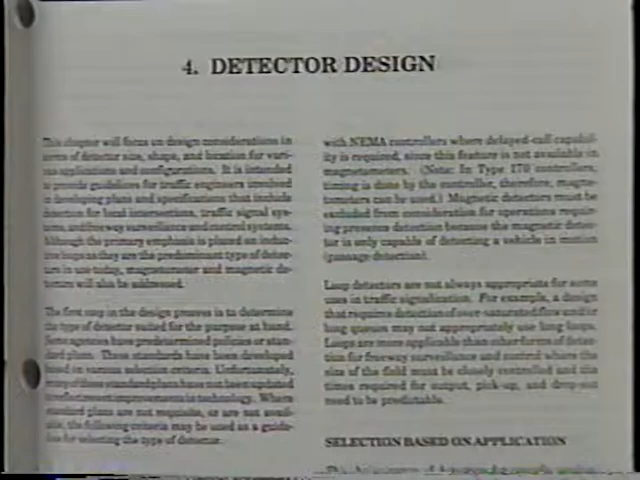 4. DETECTOR DESIGN
This chapter will focus on design considerations in
terms of detector size, shape, and location for vari-
ous applications and configurations. It is intended
to provide guidelines for traffic engineers involved
in developing plans and specifications that include
detection for local intersections, traffic signal sys-
tems, and freeway surveillance and control systems.
Although the primary emphasis is placed on induc-
tive loops as they are the predominant type of detec-
tors in use today, magnetometer and magnetic de-
tectors will also be addressed.
The first step in the design process is to determine
the type of detector suited for the purpose at hand.
Some agencies have predetermined policies or stan-
dard plans. These standards have been developed
based on various selection criteria. Unfortunately,
many of these standard plans have not been updated
to reflect recent improvements in technology. Where
standard plans are not requisite, or are not avail-
able, the following criteria may be used as a guide-
line for selecting the type of detector.
with NEMA controllers where delayed-call capabil-
ity is required, since this feature is not available in
magnetometers. (Note: In Type 170 controllers,
timing is done by the controller, therefore, magne-
tometers can be used.) Magnetic detectors must be
excluded from consideration for operations requir-
ing presence detection because the magnetic detec-
tor is only capable of detecting a vehicle in motion
(passage detection).
Loop detectors are not always appropriate for some
uses in traffic signalization. For example, a design
that requires detection of over-saturated flow and/or
long queues may not appropriately use long loops.
Loops are more applicable than other forms of detec-
tion for freeway surveillance and control where the
size of the field must be closely controlled and the
times required for output, pick-up, and drop-out
need to be predictable.
SELECTION BASED ON APPLICATION